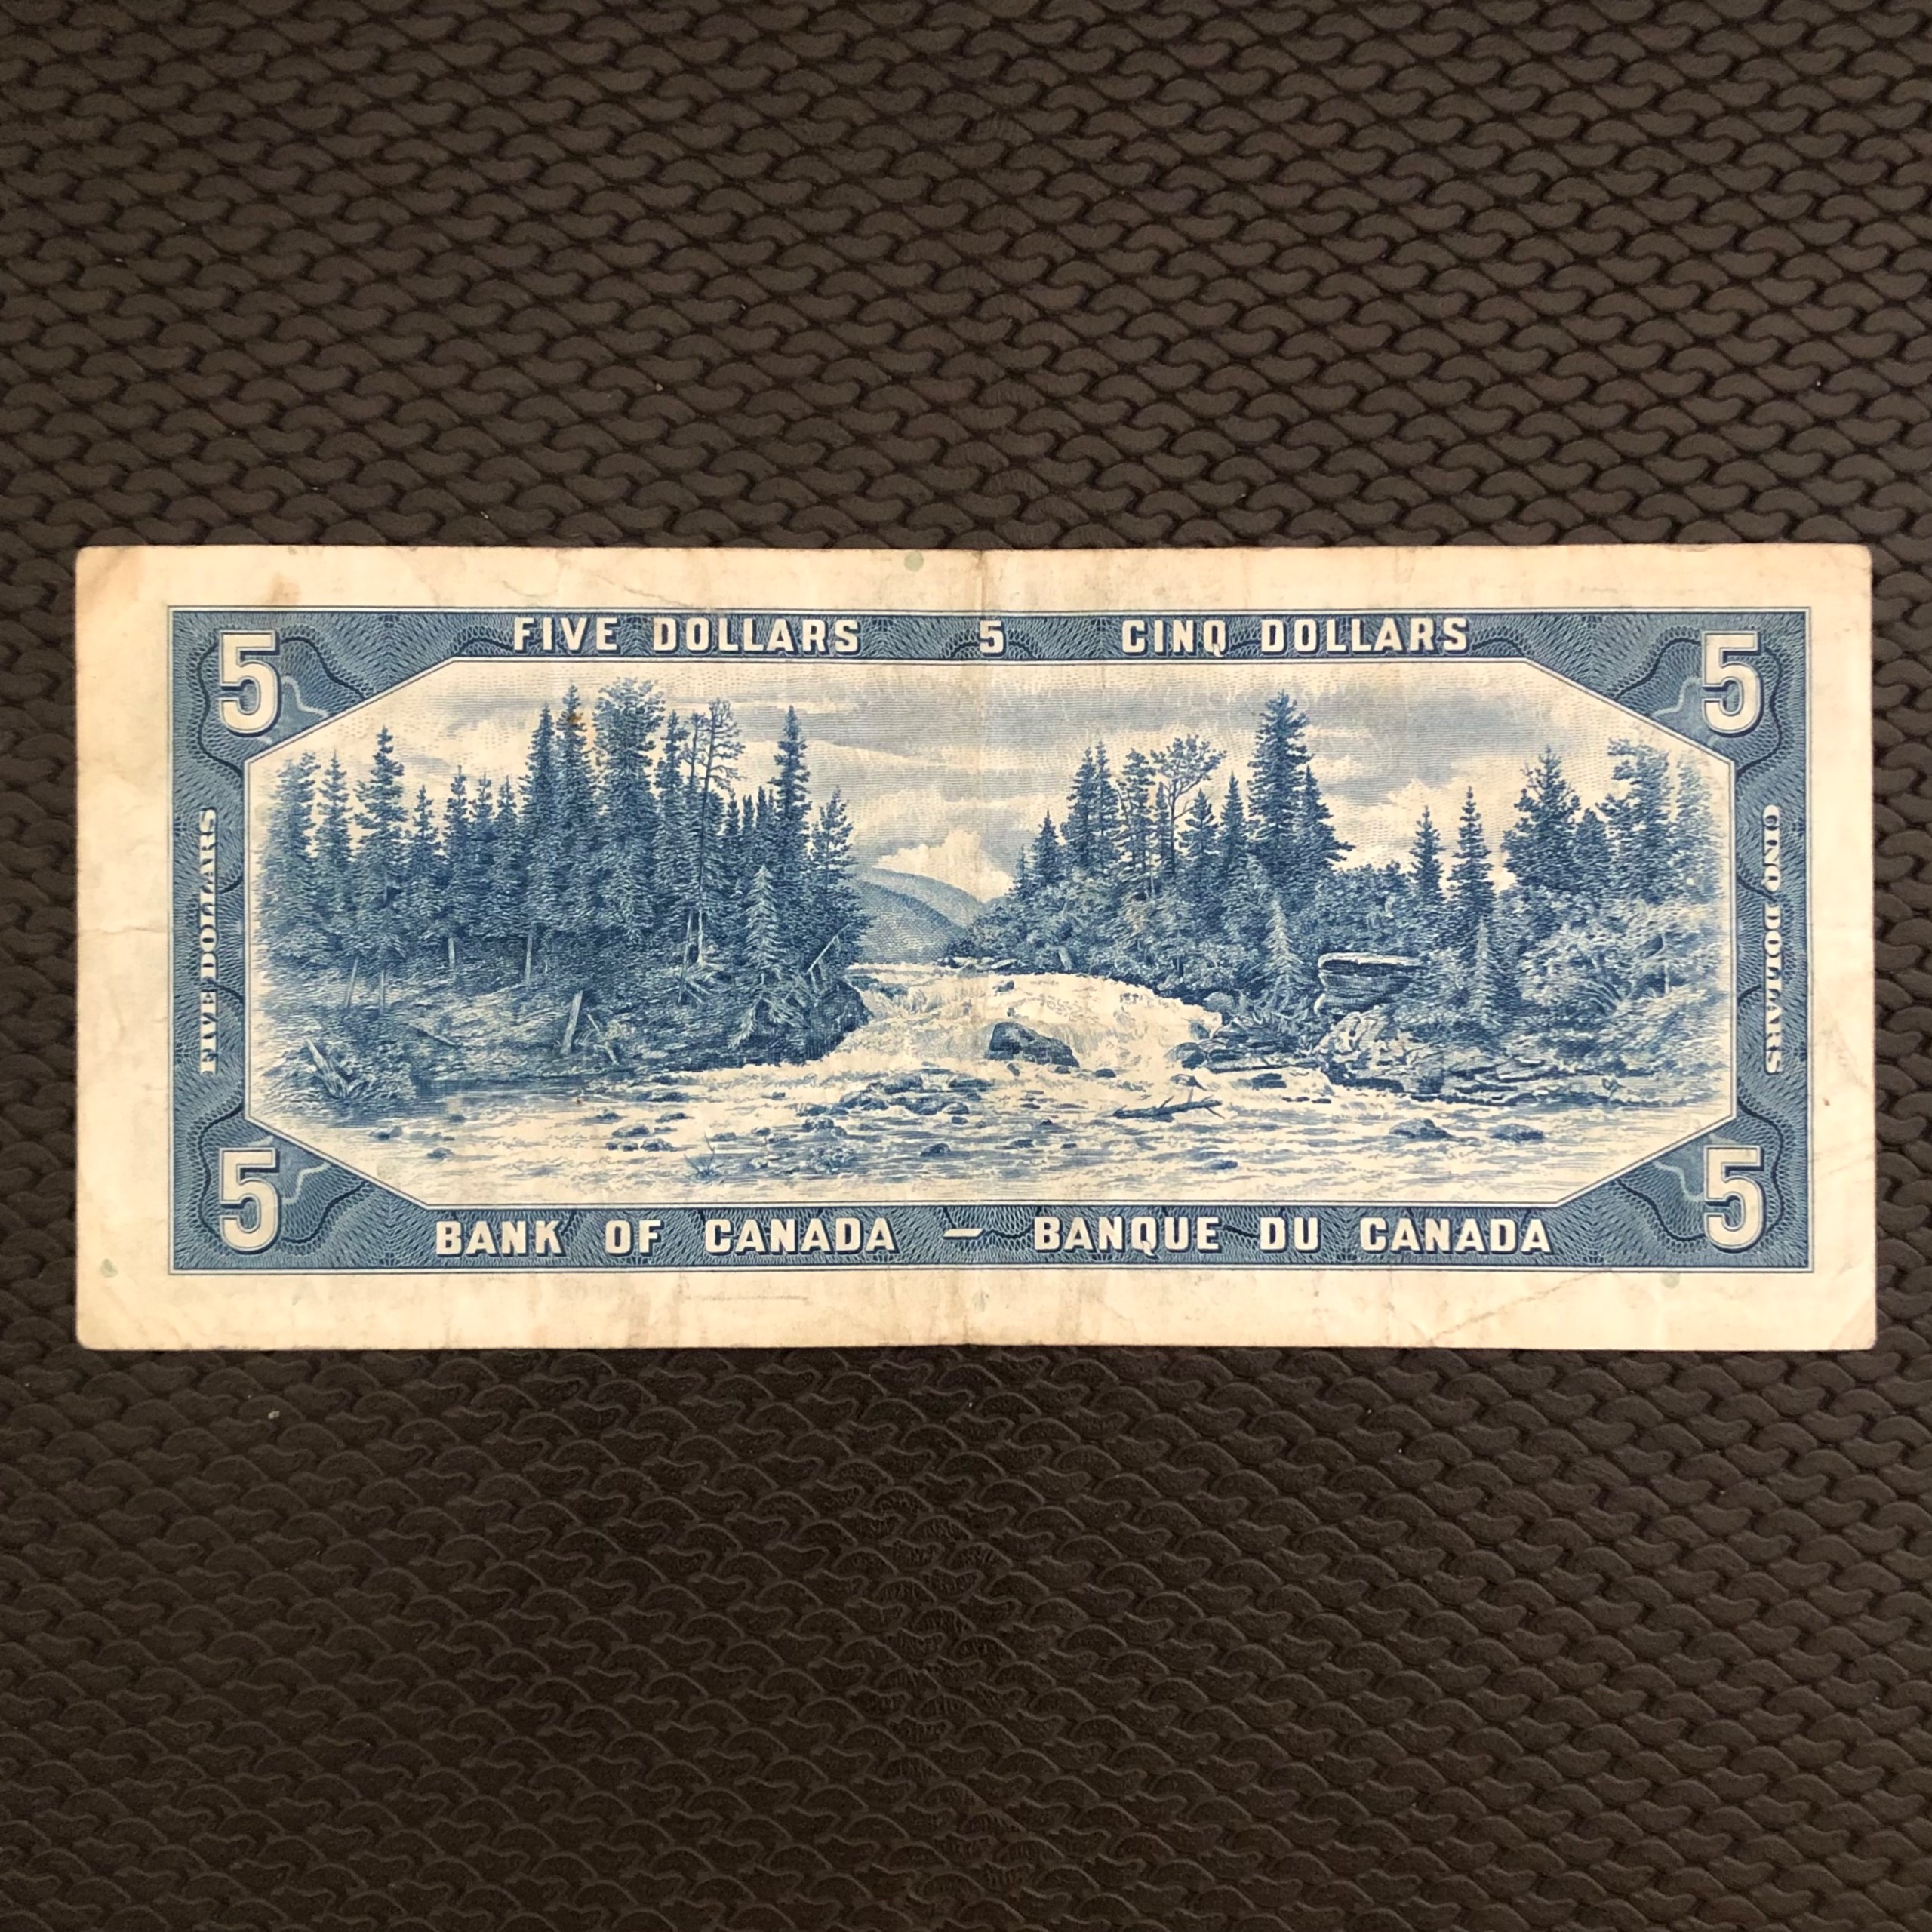 5 FIVE DOLLARS 5 CINQ DOLLARS 5
FIVE DOLLARS
CINQ DOLLARS
5 BANK OF CANADA – BANQUE DU CANADA 5